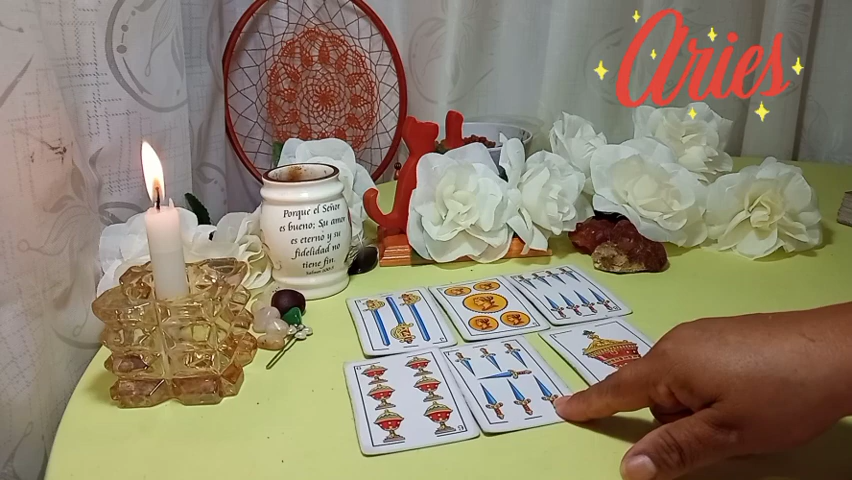 Aries
Porque el Señor
es bueno; Su amor
es eterno y su
fidelidad no
tiene fin.